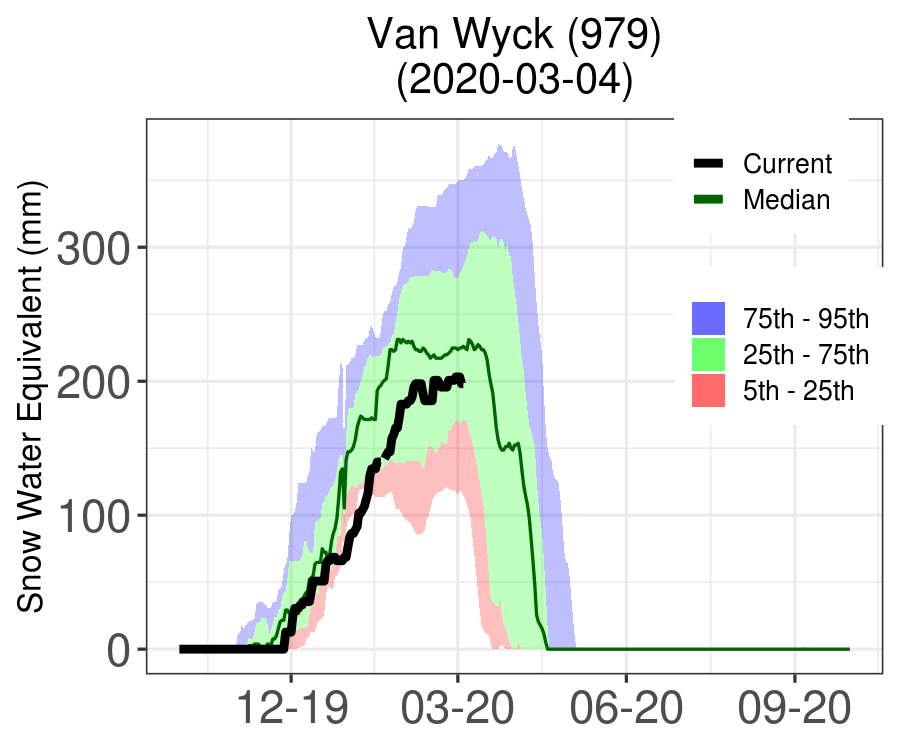 Van Wyck (979)
(2020-03-04)
Snow Water Equivalent (mm)
300
200
100
0
12-19
03-20
06-20
09-20
Current
Median
75th - 95th
25th - 75th
5th - 25th